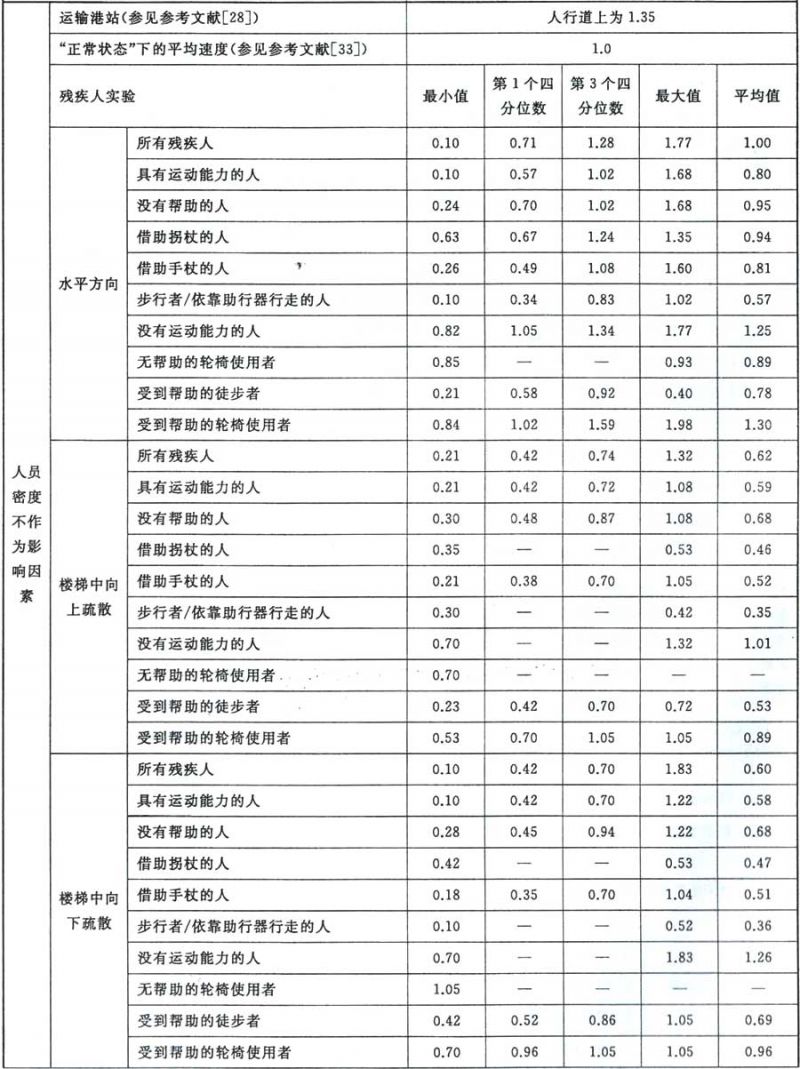 运输港站(参见参考文献[28]) 人行道上为 1.35
“正常状态”下的平均速度(参见参考文献[33]) 1.0
残疾人实验 最小值 第 1 个四分位数 第 3 个四分位数 最大值 平均值
人员密度不作为影响因素
水平方向
所有残疾人 0.10 0.71 1.28 1.77 1.00
具有运动能力的人 0.10 0.57 1.02 1.68 0.80
没有帮助的人 0.24 0.70 1.02 1.68 0.95
借助拐杖的人 0.63 0.67 1.24 1.35 0.94
借助手杖的人 0.26 0.49 1.08 1.60 0.81
步行者/依靠助行器行走的人 0.10 0.34 0.83 1.02 0.57
没有运动能力的人 0.82 1.05 1.34 1.77 1.25
无帮助的轮椅使用者 0.85 — — 0.93 0.89
受到帮助的徒步者 0.21 0.58 0.92 0.40 0.78
受到帮助的轮椅使用者 0.84 1.02 1.59 1.98 1.30
楼梯中向上疏散
所有残疾人 0.21 0.42 0.74 1.32 0.62
具有运动能力的人 0.21 0.42 0.72 1.08 0.59
没有帮助的人 0.30 0.48 0.87 1.08 0.68
借助拐杖的人 0.35 — — 0.53 0.46
借助手杖的人 0.21 0.38 0.70 1.05 0.52
步行者/依靠助行器行走的人 0.30 — — 0.42 0.35
没有运动能力的人 0.70 — — 1.32 1.01
无帮助的轮椅使用者 0.70 — — — —
受到帮助的徒步者 0.23 0.42 0.70 0.72 0.53
受到帮助的轮椅使用者 0.53 0.70 1.05 1.05 0.89
楼梯中向下疏散
所有残疾人 0.10 0.42 0.70 1.83 0.60
具有运动能力的人 0.10 0.42 0.70 1.22 0.58
没有帮助的人 0.28 0.45 0.94 1.22 0.68
借助拐杖的人 0.42 — — 0.53 0.47
借助手杖的人 0.18 0.35 0.70 1.04 0.51
步行者/依靠助行器行走的人 0.10 — — 0.52 0.36
没有运动能力的人 0.70 — — 1.83 1.26
无帮助的轮椅使用者 1.05 — — — —
受到帮助的徒步者 0.42 0.52 0.86 1.05 0.69
受到帮助的轮椅使用者 0.70 0.96 1.05 1.05 0.96